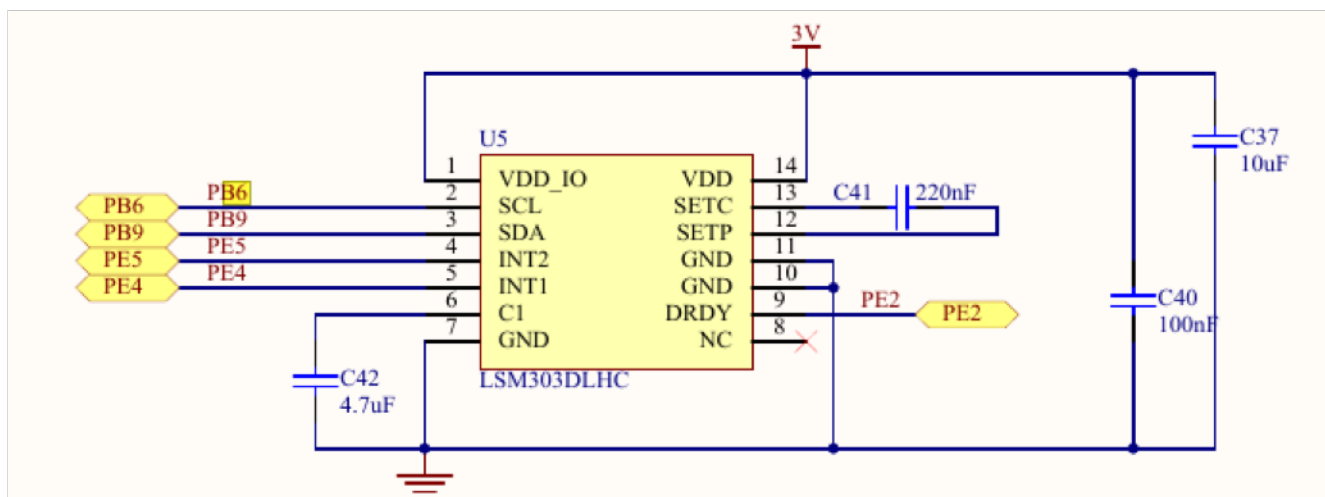 3V
U5
C37
10uF
1
VDD_IO
VDD
14
PB6
PB6
2
SCL
SETC
13
C41
220nF
PB9
PB9
3
SDA
SETP
12
PE5
PE5
4
INT2
GND
11
PE4
PE4
5
INT1
GND
10
6
C1
DRDY
9
PE2
PE2
7
GND
NC
8
C40
100nF
LSM303DLHC
C42
4.7uF